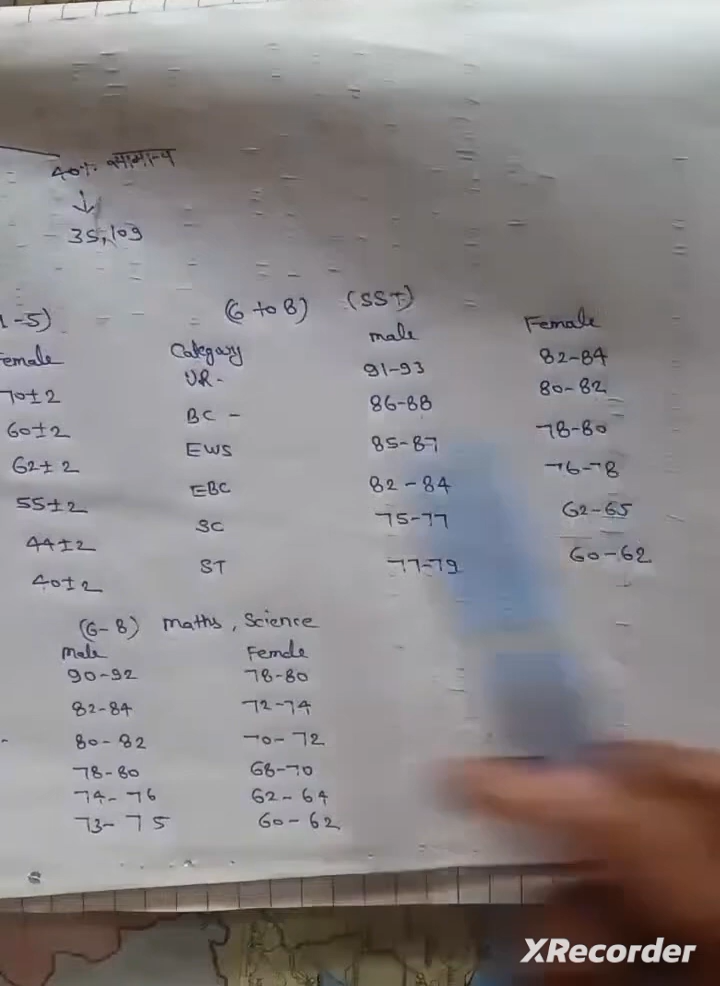 40% सामान्य
↓
35,109
1-5) (6 to 8) (SST)
Female Category male Female
70±2 UR- 91-93 82-84
60±2 BC - 86-88 80-82
62±2 EWS 85-87 78-80
55±2 EBC 82-84 76-78
44±2 SC 75-77 62-65
40±2 ST 77-79 60-62
(6-8) maths, Science
Male Female
90-92 78-80
82-84 72-74
80-82 70-72
78-80 68-70
74-76 62-64
73-75 60-62
XRecorder